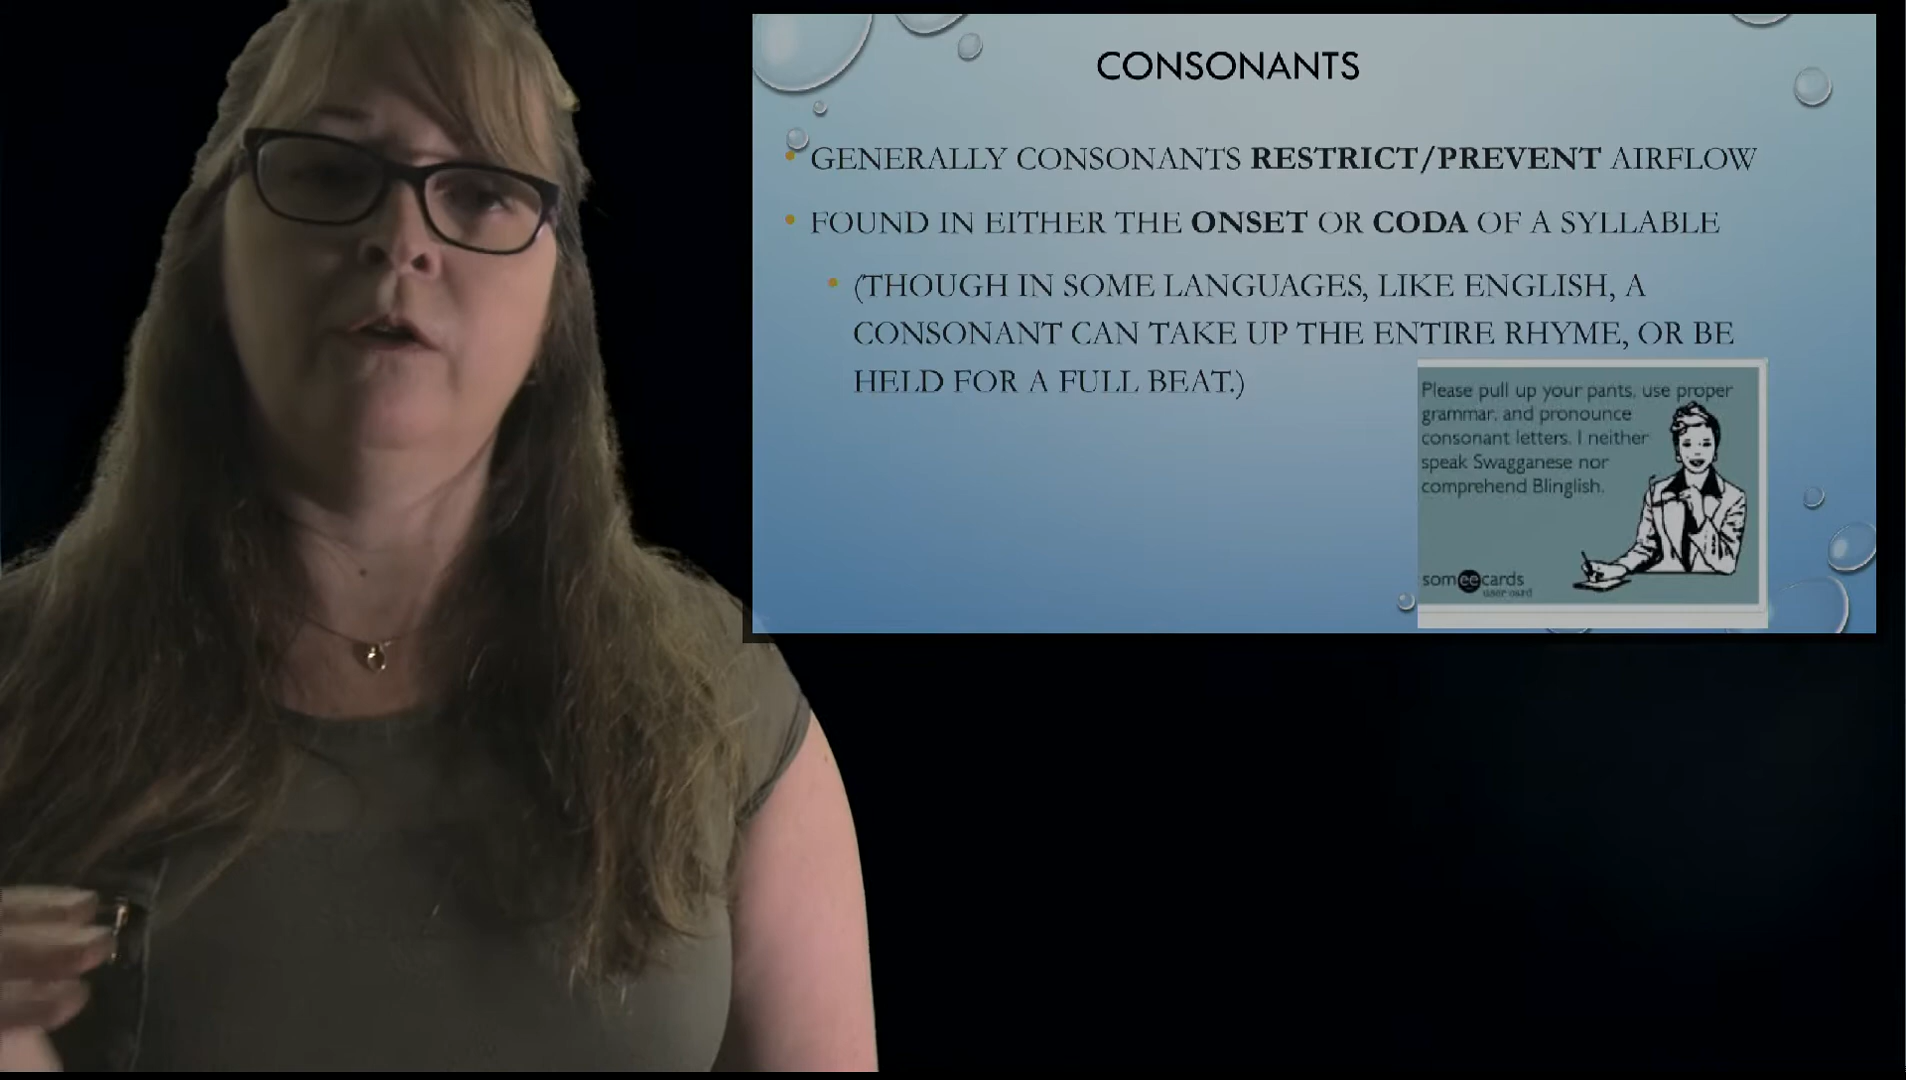 CONSONANTS
• GENERALLY CONSONANTS RESTRICT/PREVENT AIRFLOW
• FOUND IN EITHER THE ONSET OR CODA OF A SYLLABLE
• (THOUGH IN SOME LANGUAGES, LIKE ENGLISH, A
CONSONANT CAN TAKE UP THE ENTIRE RHYME, OR BE
HELD FOR A FULL BEAT.)
Please pull up your pants, use proper
grammar, and pronounce
consonant letters. I neither
speak Swagganese nor
comprehend Blinglish.
someecards
user card